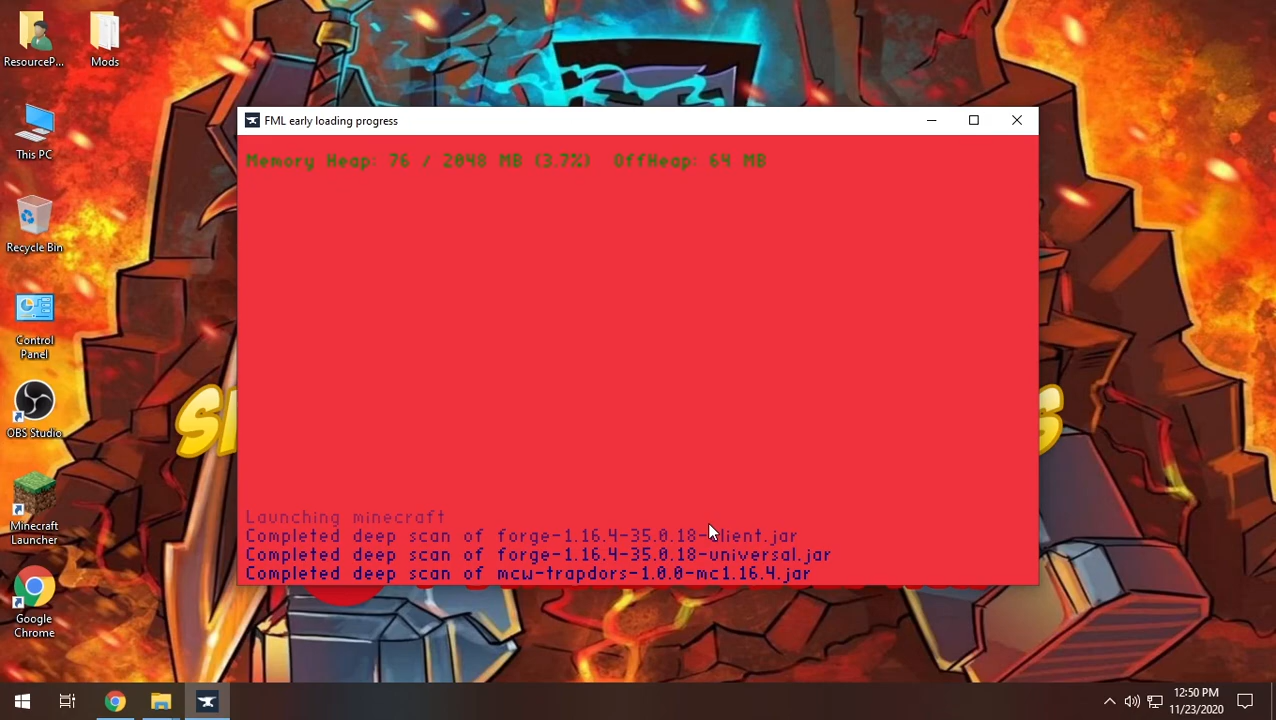 ResourceP...
Mods
This PC
Recycle Bin
Control
Panel
OBS Studio
Minecraft
Launcher
Google
Chrome
FML early loading progress
Memory Heap: 76 / 2048 MB (3.7%)  OffHeap: 64 MB
Launching minecraft
Completed deep scan of forge-1.16.4-35.0.18-client.jar
Completed deep scan of forge-1.16.4-35.0.18-universal.jar
Completed deep scan of mcw-trapdors-1.0.0-mc1.16.4.jar
12:50 PM
11/23/2020